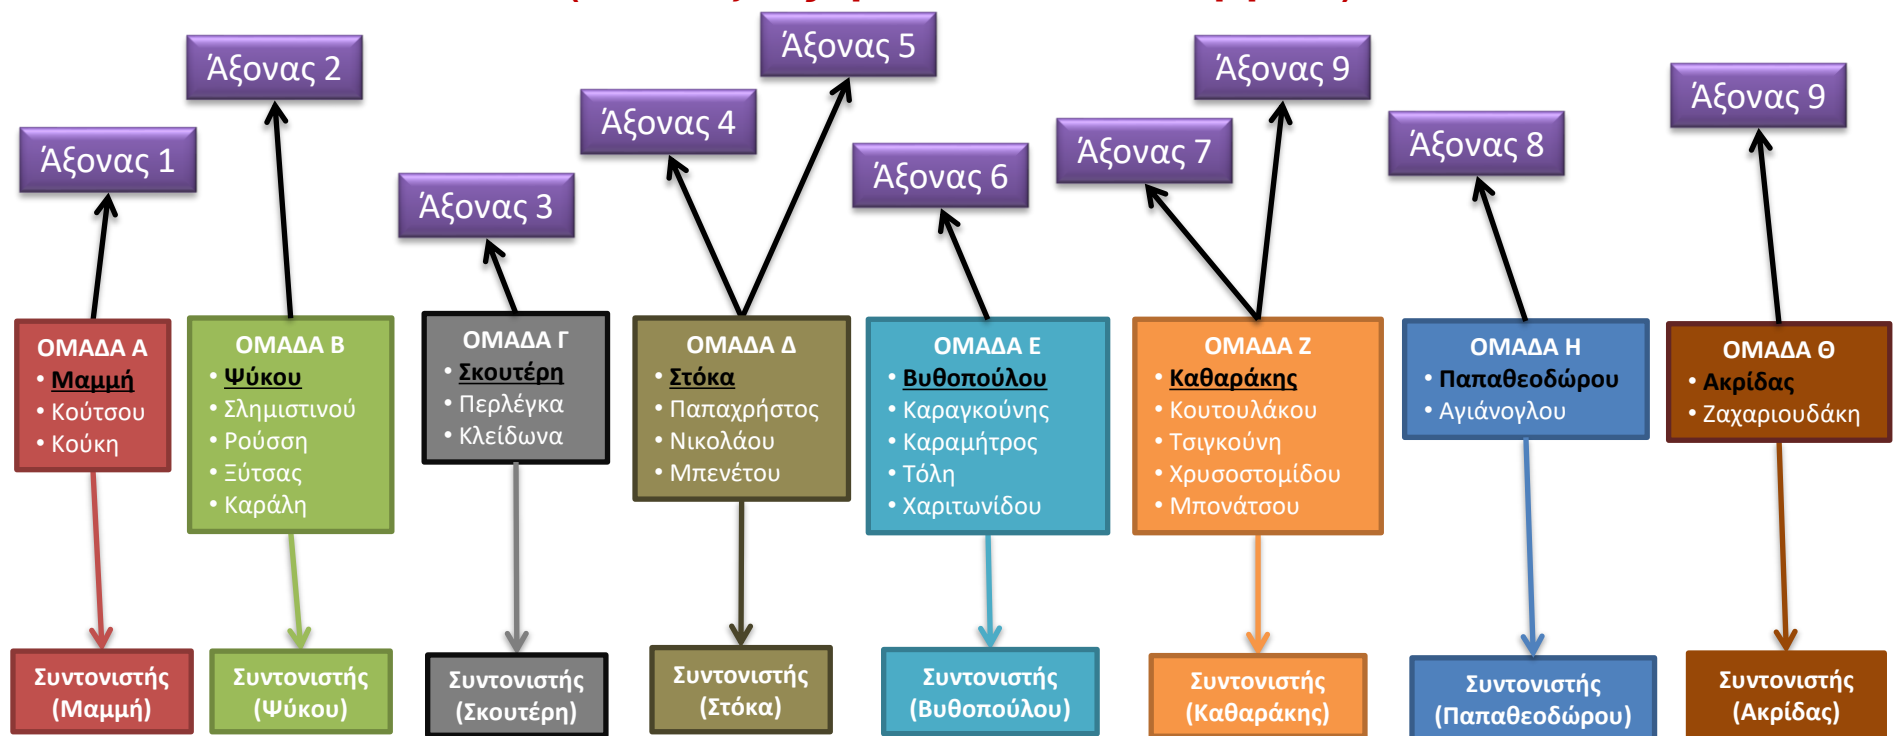 Άξονας 1
Άξονας 2
Άξονας 3
Άξονας 4
Άξονας 5
Άξονας 6
Άξονας 7
Άξονας 9
Άξονας 8
Άξονας 9
ΟΜΑΔΑ Α
• Μαμμή
• Κούτσου
• Κούκη
ΟΜΑΔΑ Β
• Ψύκου
• Σλημιστινού
• Ρούσση
• Ξύτσας
• Καράλη
ΟΜΑΔΑ Γ
• Σκουτέρη
• Περλέγκα
• Κλείδωνα
ΟΜΑΔΑ Δ
• Στόκα
• Παπαχρήστος
• Νικολάου
• Μπενέτου
ΟΜΑΔΑ Ε
• Βυθοπούλου
• Καραγκούνης
• Καραμήτρος
• Τόλη
• Χαριτωνίδου
ΟΜΑΔΑ Ζ
• Καθαράκης
• Κουτουλάκου
• Τσιγκούνη
• Χρυσοστομίδου
• Μπονάτσου
ΟΜΑΔΑ Η
• Παπαθεοδώρου
• Αγιάνογλου
ΟΜΑΔΑ Θ
• Ακρίδας
• Ζαχαριουδάκη
Συντονιστής
(Μαμμή)
Συντονιστής
(Ψύκου)
Συντονιστής
(Σκουτέρη)
Συντονιστής
(Στόκα)
Συντονιστής
(Βυθοπούλου)
Συντονιστής
(Καθαράκης)
Συντονιστής
(Παπαθεοδώρου)
Συντονιστής
(Ακρίδας)